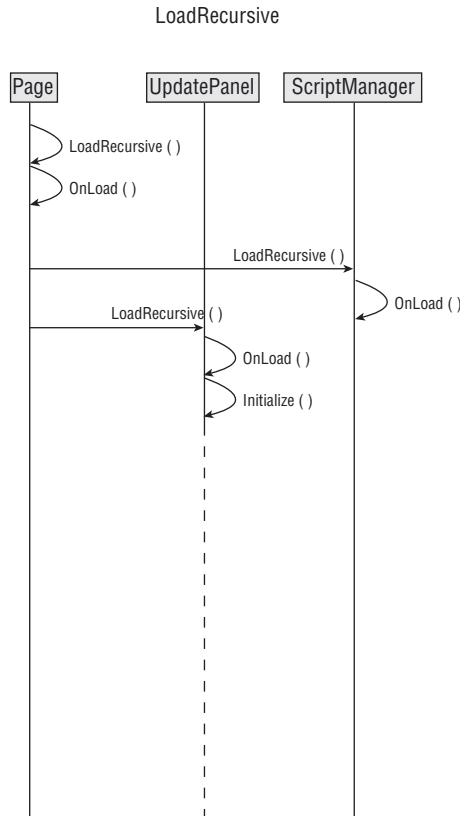 LoadRecursive
Page
UpdatePanel
ScriptManager
LoadRecursive ( )
OnLoad ( )
LoadRecursive ( )
OnLoad ( )
LoadRecursive ( )
OnLoad ( )
Initialize ( )